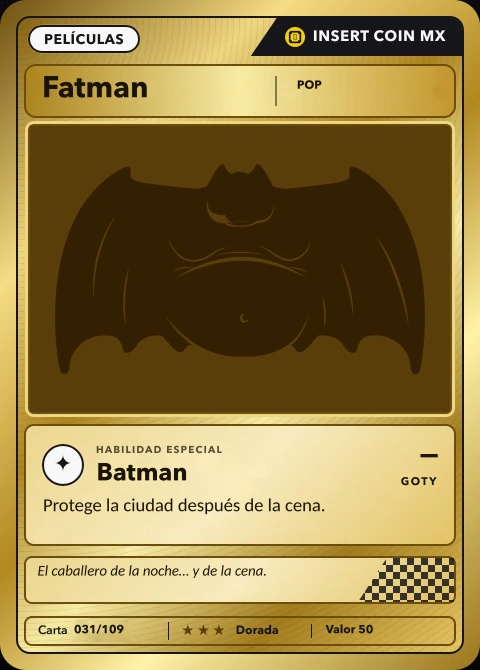 PELÍCULAS
INSERT COIN MX
Fatman
POP
HABILIDAD ESPECIAL
Batman
–
GOTY
Protege la ciudad después de la cena.
El caballero de la noche... y de la cena.
Carta 031/109 ★ ★ ★ Dorada Valor 50